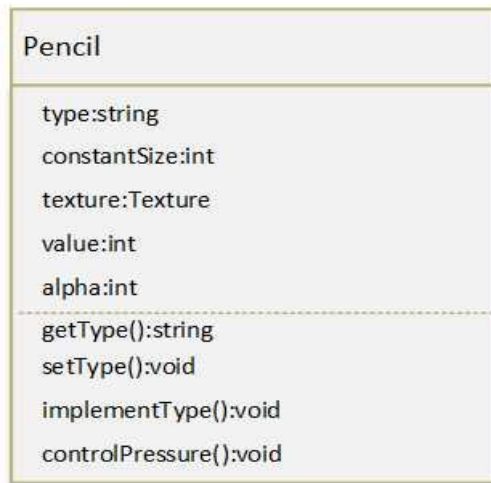 Pencil
type:string
constantSize:int
texture:Texture
value:int
alpha:int
getType():string
setType():void
implementType():void
controlPressure():void